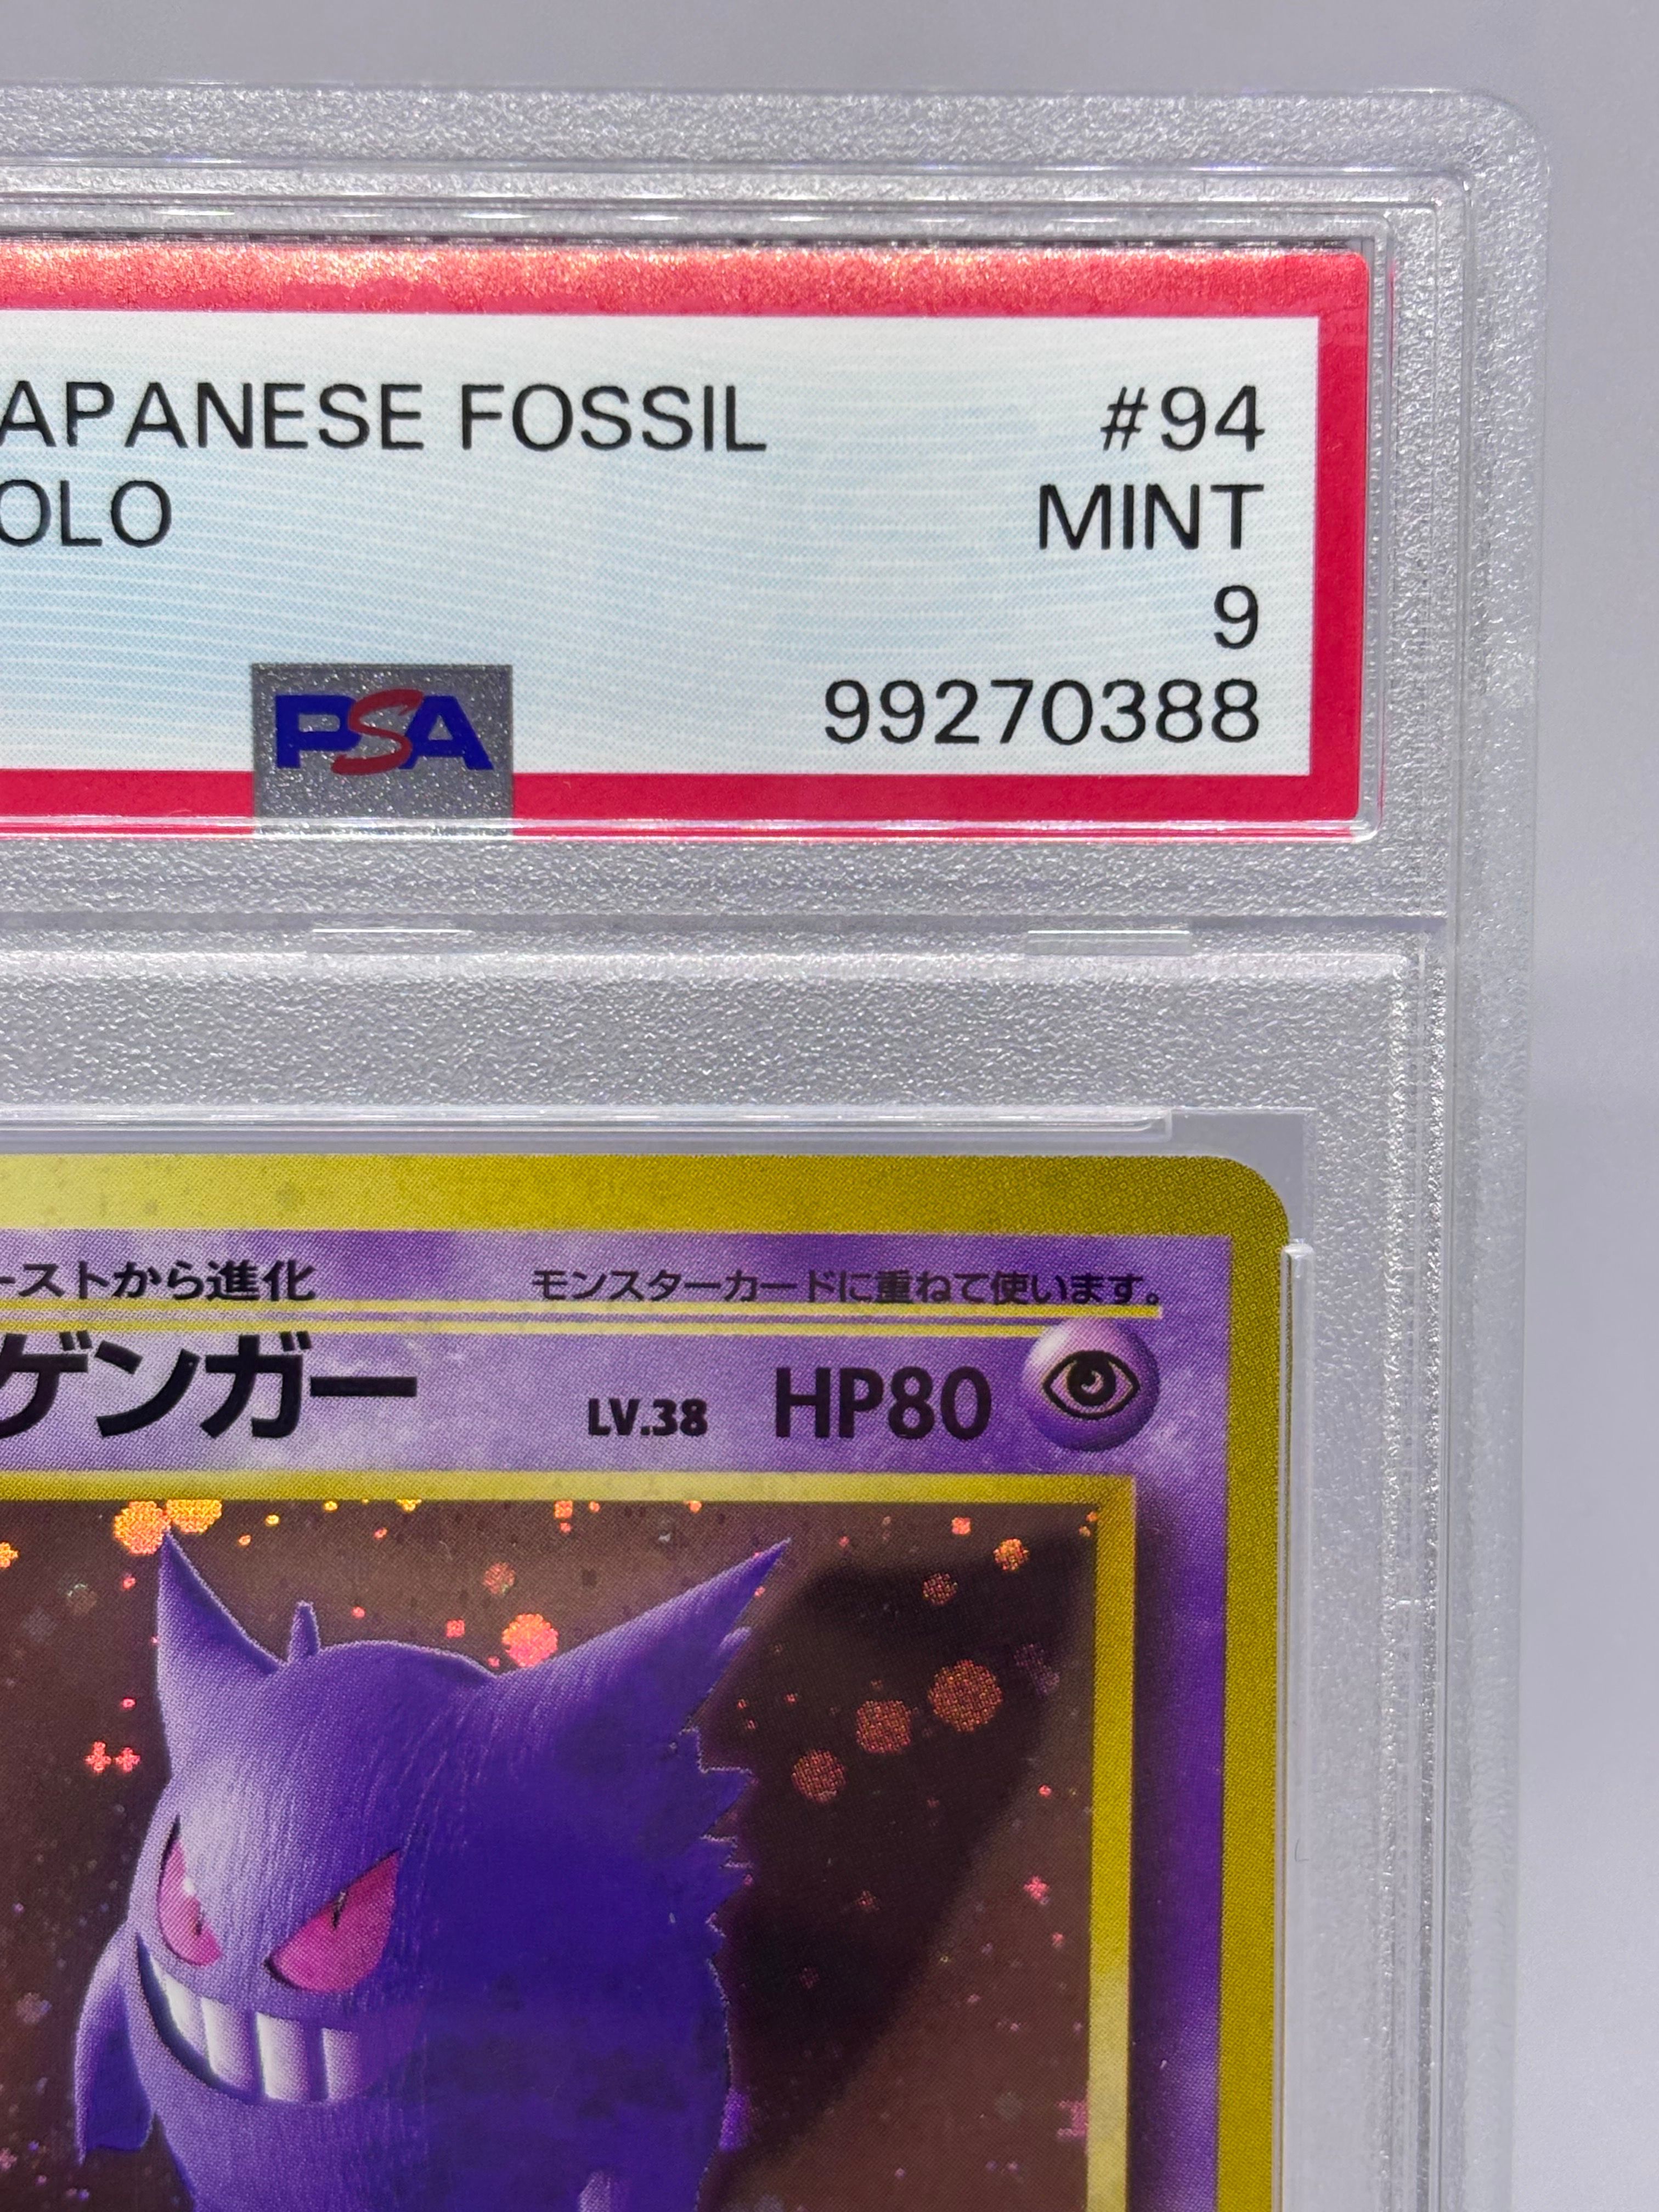 APANESE FOSSIL #94
OLO MINT
9
PSA 99270388
ーストから進化 モンスターカードに重ねて使います。
ゲンガー LV.38 HP80